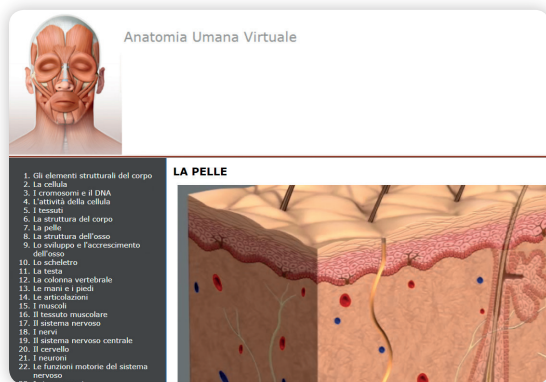 Anatomia Umana Virtuale
1. Gli elementi strutturali del corpo
2. La cellula
3. I cromosomi e il DNA
4. L'attività della cellula
5. I tessuti
6. La struttura del corpo
7. La pelle
8. La struttura dell'osso
9. Lo sviluppo e l'accrescimento
dell'osso
10. Lo scheletro
11. La testa
12. La colonna vertebrale
13. Le mani e i piedi
14. Le articolazioni
15. I muscoli
16. Il tessuto muscolare
17. Il sistema nervoso
18. I nervi
19. Il sistema nervoso centrale
20. Il cervello
21. I neuroni
22. Le funzioni motorie del sistema
nervoso
LA PELLE